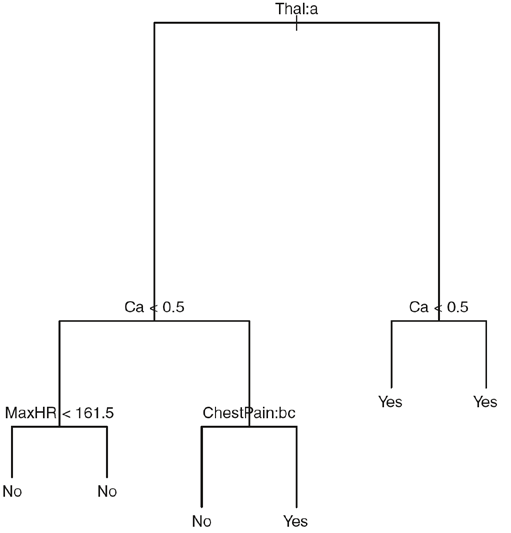 Thal:a
Ca < 0.5
Ca < 0.5
MaxHR < 161.5
ChestPain:bc
Yes
Yes
No
No
No
Yes